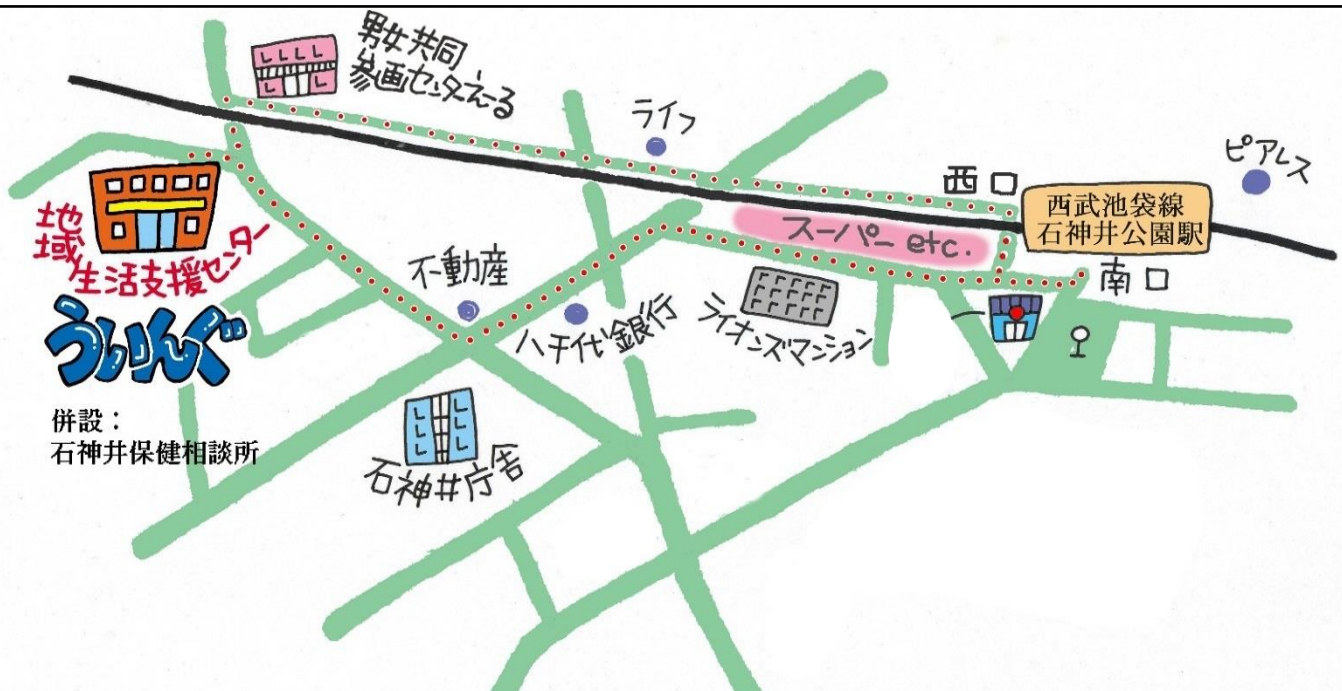 男女共同
参画センターえーる
ライフ
ピアレス
西口
西武池袋線
石神井公園駅
スーパー etc.
南口
地域
生活支援センター
ういんぐ
併設：
石神井保健相談所
不動産
八千代銀行
ライオンズマンション
石神井庁舎